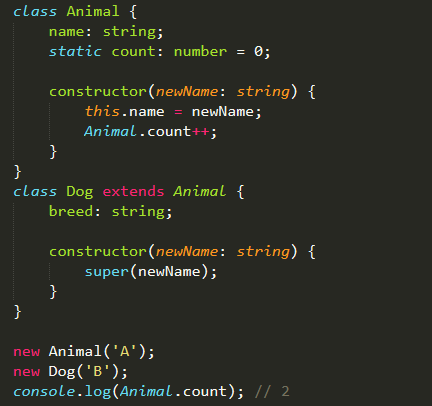 class Animal {
    name: string;
    static count: number = 0;

    constructor(newName: string) {
        this.name = newName;
        Animal.count++;
    }
}
class Dog extends Animal {
    breed: string;

    constructor(newName: string) {
        super(newName);
    }
}

new Animal('A');
new Dog('B');
console.log(Animal.count); // 2